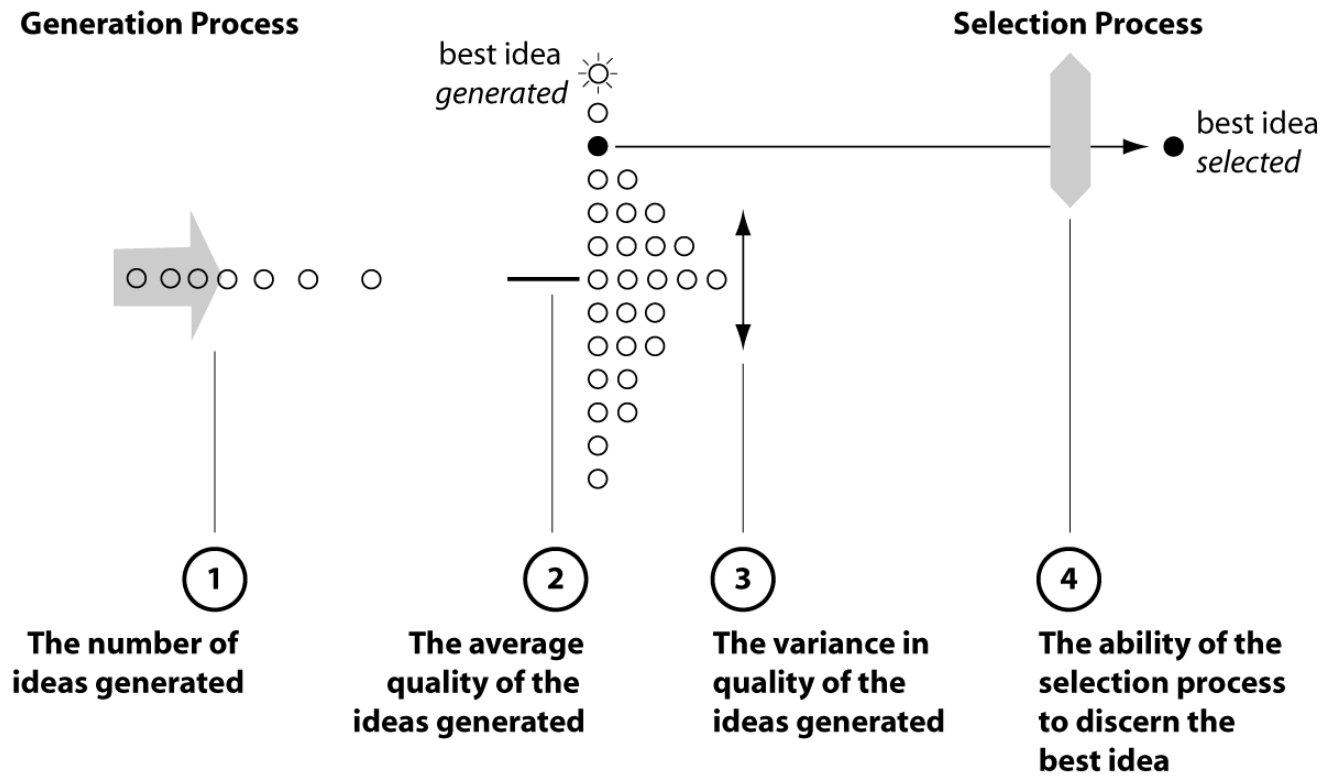 Generation Process
Selection Process
best idea
generated
best idea
selected
1
The number of
ideas generated
2
The average
quality of the
ideas generated
3
The variance in
quality of the
ideas generated
4
The ability of the
selection process
to discern the
best idea